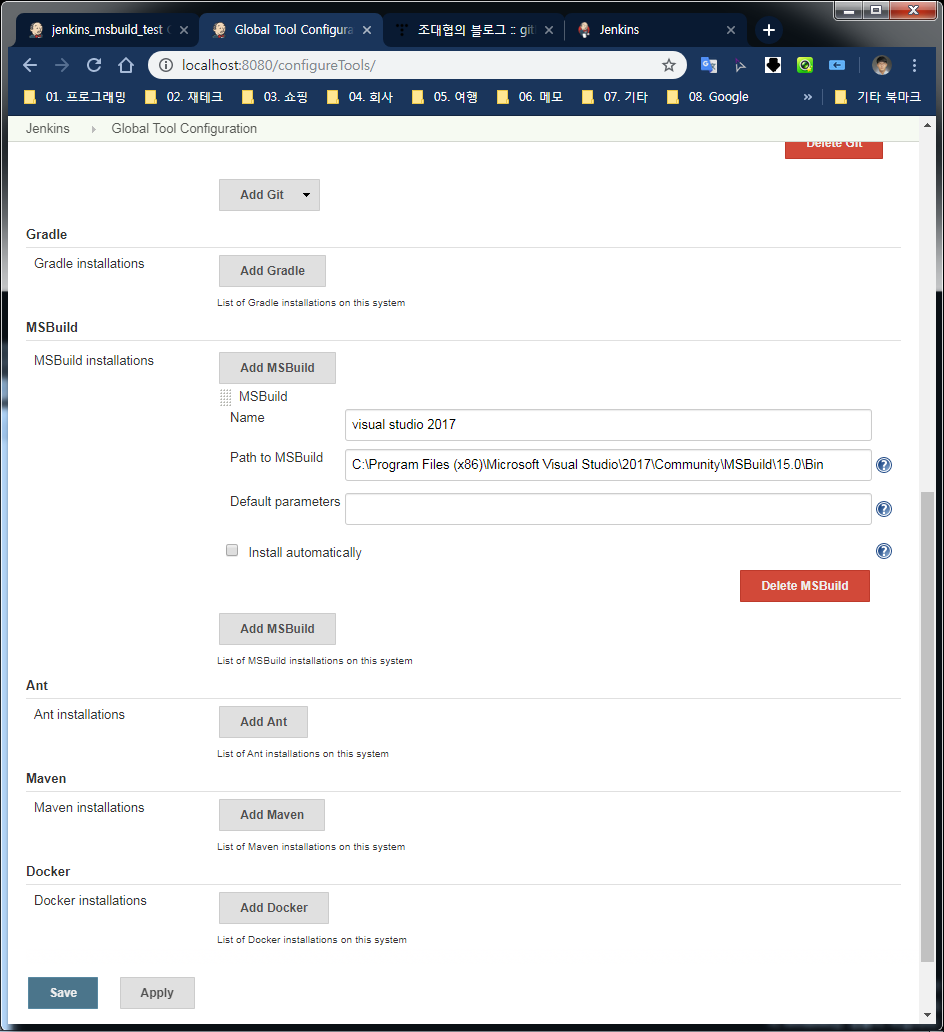 jenkins_msbuild_test
Global Tool Configura
조대협의 블로그 :: git
Jenkins
localhost:8080/configureTools/
01. 프로그래밍
02. 재테크
03. 쇼핑
04. 회사
05. 여행
06. 메모
07. 기타
08. Google
»
기타 북마크
Jenkins
Global Tool Configuration
Delete Git
Add Git
Gradle
Gradle installations
Add Gradle
List of Gradle installations on this system
MSBuild
MSBuild installations
Add MSBuild
MSBuild
Name
visual studio 2017
Path to MSBuild
C:\Program Files (x86)\Microsoft Visual Studio\2017\Community\MSBuild\15.0\Bin
Default parameters
Install automatically
Delete MSBuild
Add MSBuild
List of MSBuild installations on this system
Ant
Ant installations
Add Ant
List of Ant installations on this system
Maven
Maven installations
Add Maven
List of Maven installations on this system
Docker
Docker installations
Add Docker
List of Docker installations on this system
Save
Apply